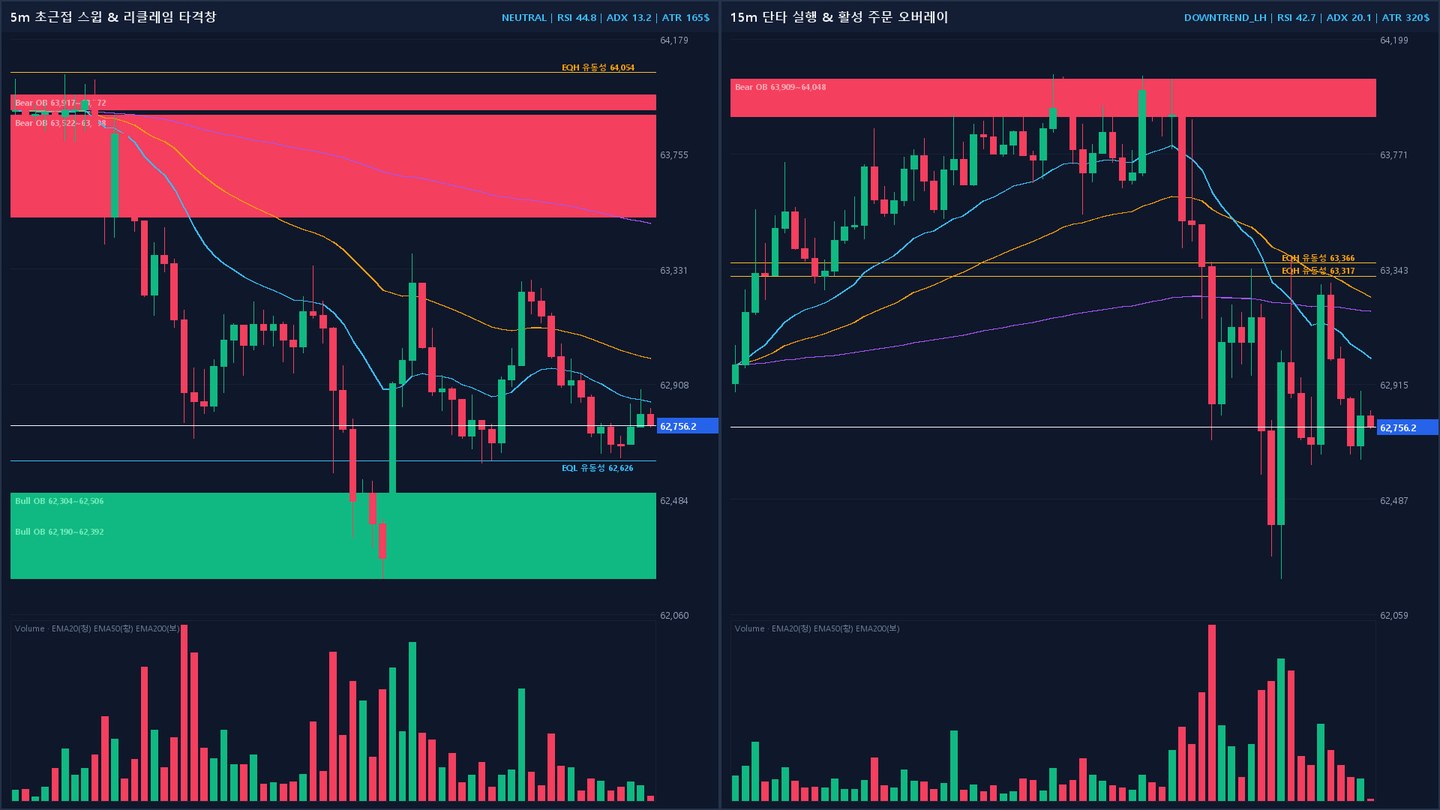 5m 초근접 스윕 & 리클레임 타격창
NEUTRAL | RSI 44.8 | ADX 13.2 | ATR 165$
64,179
EQH 유동성 64,054
Bear OB 63,917~
72
Bear OB 63,522~63,
63,755
63,331
62,908
62,756.2
EQL 유동성 62,626
62,484
Bull OB 62,304~62,506
Bull OB 62,190~62,392
62,060
Volume · EMA20(청) EMA50(황) EMA200(보)
15m 단타 실행 & 활성 주문 오버레이
DOWNTREND_LH | RSI 42.7 | ADX 20.1 | ATR 320$
64,199
Bear OB 63,909~64,048
63,771
EQH 유동성 63,366
EQH 유동성 63,317
63,343
62,915
62,756.2
62,487
62,059
Volume · EMA20(청) EMA50(황) EMA200(보)